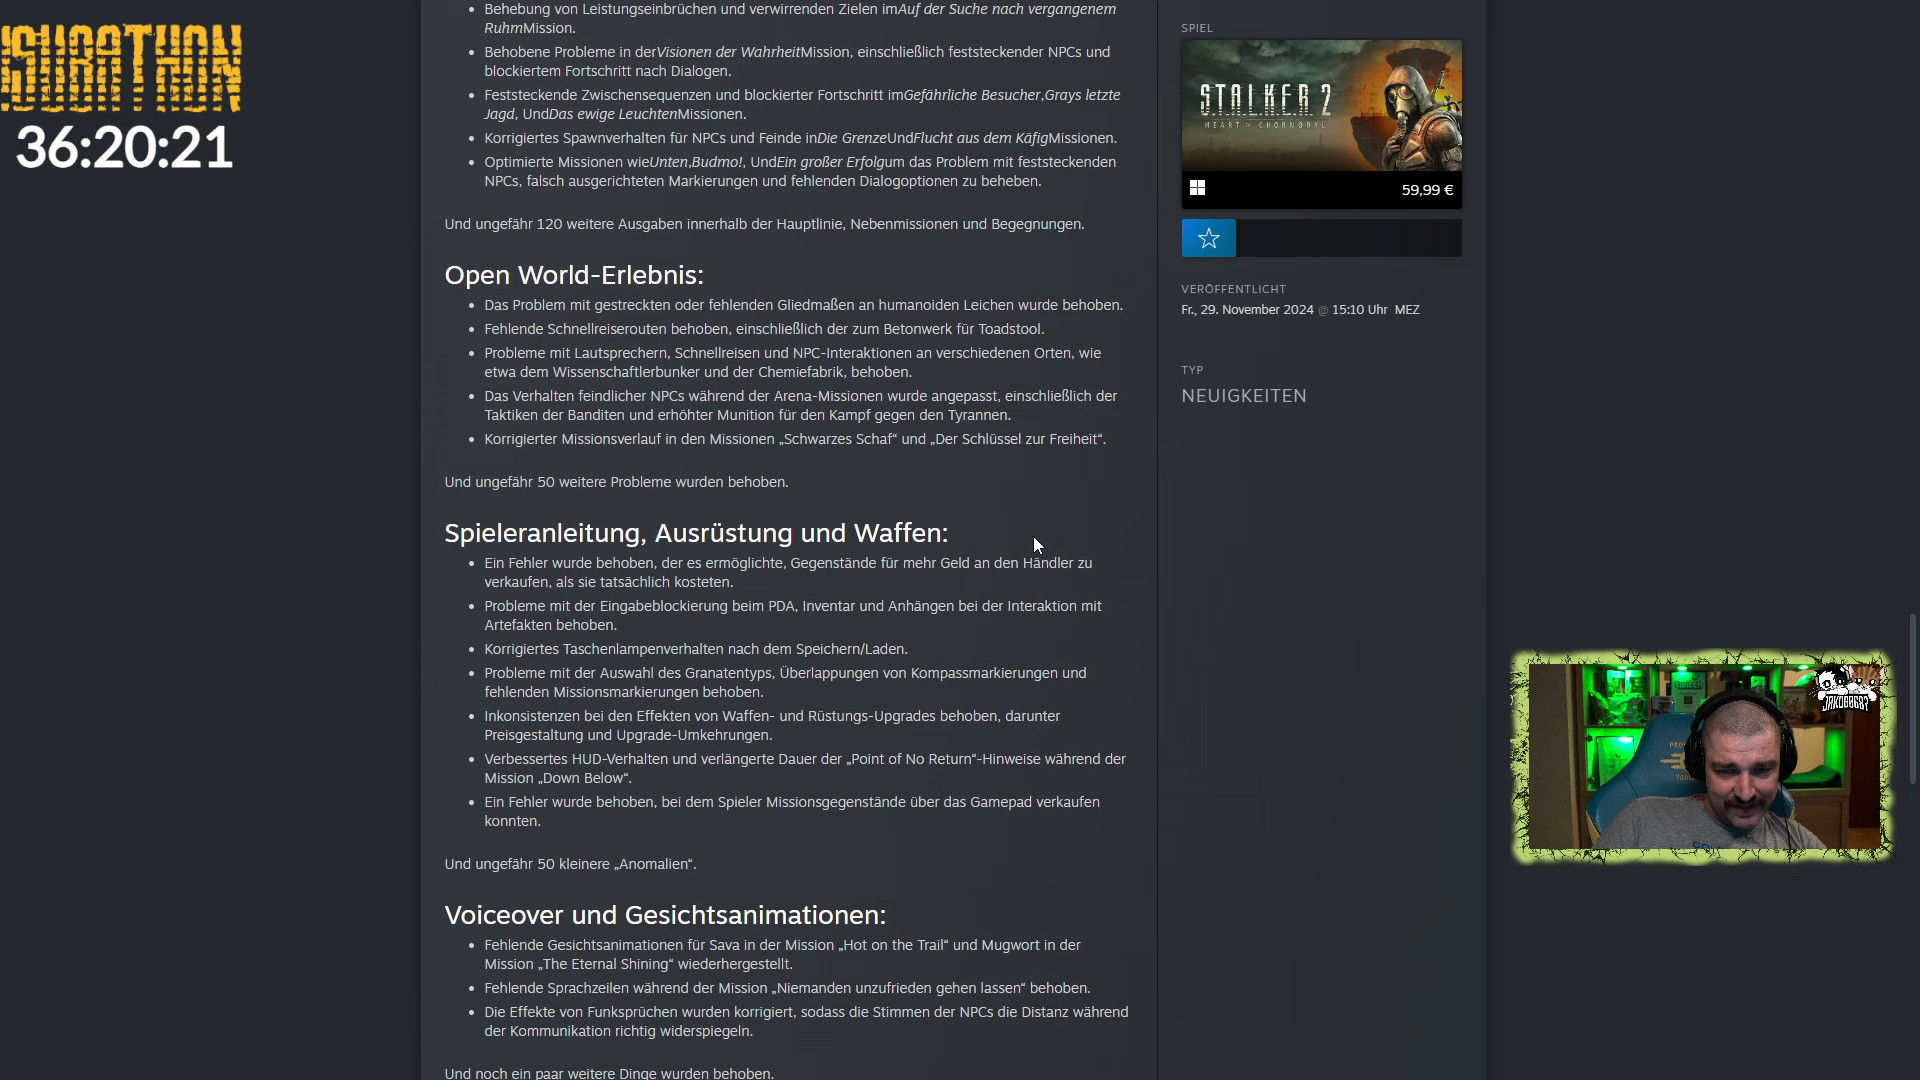 SUBATHON
36:20:21
Behebung von Leistungseinbrüchen und verwirrenden Zielen imAuf der Suche nach vergangenem
RuhmMission.
Behobene Probleme in derVisionen der WahrheitMission, einschließlich feststeckender NPCs und
blockiertem Fortschritt nach Dialogen.
Feststeckende Zwischensequenzen und blockierter Fortschritt imGefährliche Besucher,Grays letzte
Jagd, UndDas ewige LeuchtenMissionen.
Korrigiertes Spawnverhalten für NPCs und Feinde inDie GrenzeUndFlucht aus dem KäfigMissionen.
Optimierte Missionen wieUnten,Budmo!, UndEin großer Erfolgum das Problem mit feststeckenden
NPCs, falsch ausgerichteten Markierungen und fehlenden Dialogoptionen zu beheben.
Und ungefähr 120 weitere Ausgaben innerhalb der Hauptlinie, Nebenmissionen und Begegnungen.
Open World-Erlebnis:
Das Problem mit gestreckten oder fehlenden Gliedmaßen an humanoiden Leichen wurde behoben.
Fehlende Schnellreiserouten behoben, einschließlich der zum Betonwerk für Toadstool.
Probleme mit Lautsprechern, Schnellreisen und NPC-Interaktionen an verschiedenen Orten, wie
etwa dem Wissenschaftlerbunker und der Chemiefabrik, behoben.
Das Verhalten feindlicher NPCs während der Arena-Missionen wurde angepasst, einschließlich der
Taktiken der Banditen und erhöhter Munition für den Kampf gegen den Tyrannen.
Korrigierter Missionsverlauf in den Missionen „Schwarzes Schaf“ und „Der Schlüssel zur Freiheit“.
Und ungefähr 50 weitere Probleme wurden behoben.
Spieleranleitung, Ausrüstung und Waffen:
Ein Fehler wurde behoben, der es ermöglichte, Gegenstände für mehr Geld an den Händler zu
verkaufen, als sie tatsächlich kosteten.
Probleme mit der Eingabeblockierung beim PDA, Inventar und Anhängen bei der Interaktion mit
Artefakten behoben.
Korrigiertes Taschenlampenverhalten nach dem Speichern/Laden.
Probleme mit der Auswahl des Granatentyps, Überlappungen von Kompassmarkierungen und
fehlenden Missionsmarkierungen behoben.
Inkonsistenzen bei den Effekten von Waffen- und Rüstungs-Upgrades behoben, darunter
Preisgestaltung und Upgrade-Umkehrungen.
Verbessertes HUD-Verhalten und verlängerte Dauer der „Point of No Return“-Hinweise während der
Mission „Down Below“.
Ein Fehler wurde behoben, bei dem Spieler Missionsgegenstände über das Gamepad verkaufen
konnten.
Und ungefähr 50 kleinere „Anomalien“.
Voiceover und Gesichtsanimationen:
Fehlende Gesichtsanimationen für Sava in der Mission „Hot on the Trail“ und Mugwort in der
Mission „The Eternal Shining“ wiederhergestellt.
Fehlende Sprachzeilen während der Mission „Niemanden unzufrieden gehen lassen“ behoben.
Die Effekte von Funksprüchen wurden korrigiert, sodass die Stimmen der NPCs die Distanz während
der Kommunikation richtig widerspiegeln.
Und noch ein paar weitere Dinge wurden behoben.
SPIEL
S.T.A.L.K.E.R. 2
HEART OF CHORNOBYL
59,99 €
VERÖFFENTLICHT
Fr., 29. November 2024 @ 15:10 Uhr MEZ
TYP
NEUIGKEITEN
twitch
JAKOB8687